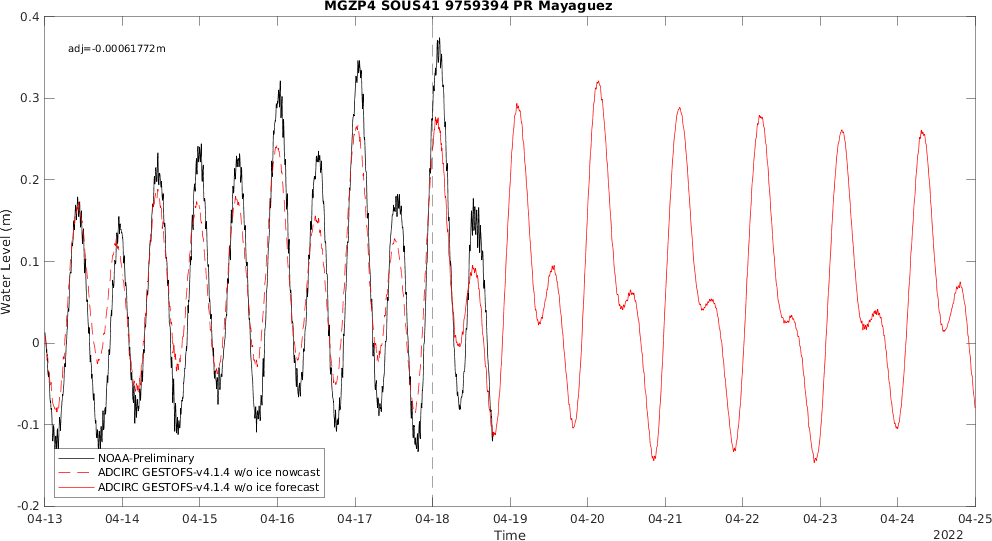 MGZP4 SOUS41 9759394 PR Mayaguez
0.4
adj=-0.00061772m
0.3
0.2
0.1
0
-0.1
-0.2
Water Level (m)
NOAA-Preliminary
ADCIRC GESTOFS-v4.1.4 w/o ice nowcast
ADCIRC GESTOFS-v4.1.4 w/o ice forecast
04-13 04-14 04-15 04-16 04-17 04-18 04-19 04-20 04-21 04-22 04-23 04-24 04-25
Time
2022